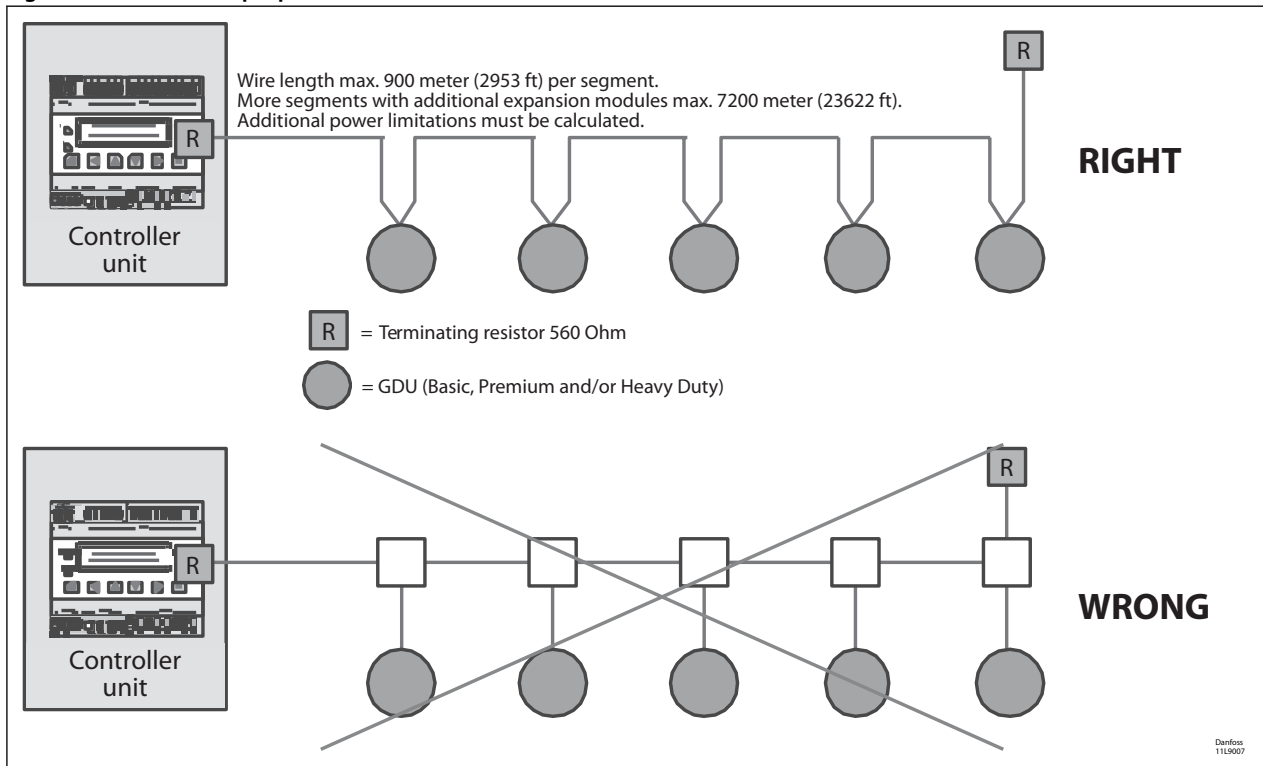 R
Wire length max. 900 meter (2953 ft) per segment.
More segments with additional expansion modules max. 7200 meter (23622 ft).
Additional power limitations must be calculated.
R
RIGHT
Controller
unit
R = Terminating resistor 560 Ohm
= GDU (Basic, Premium and/or Heavy Duty)
R
R
WRONG
Controller
unit
Danfoss
11L9007